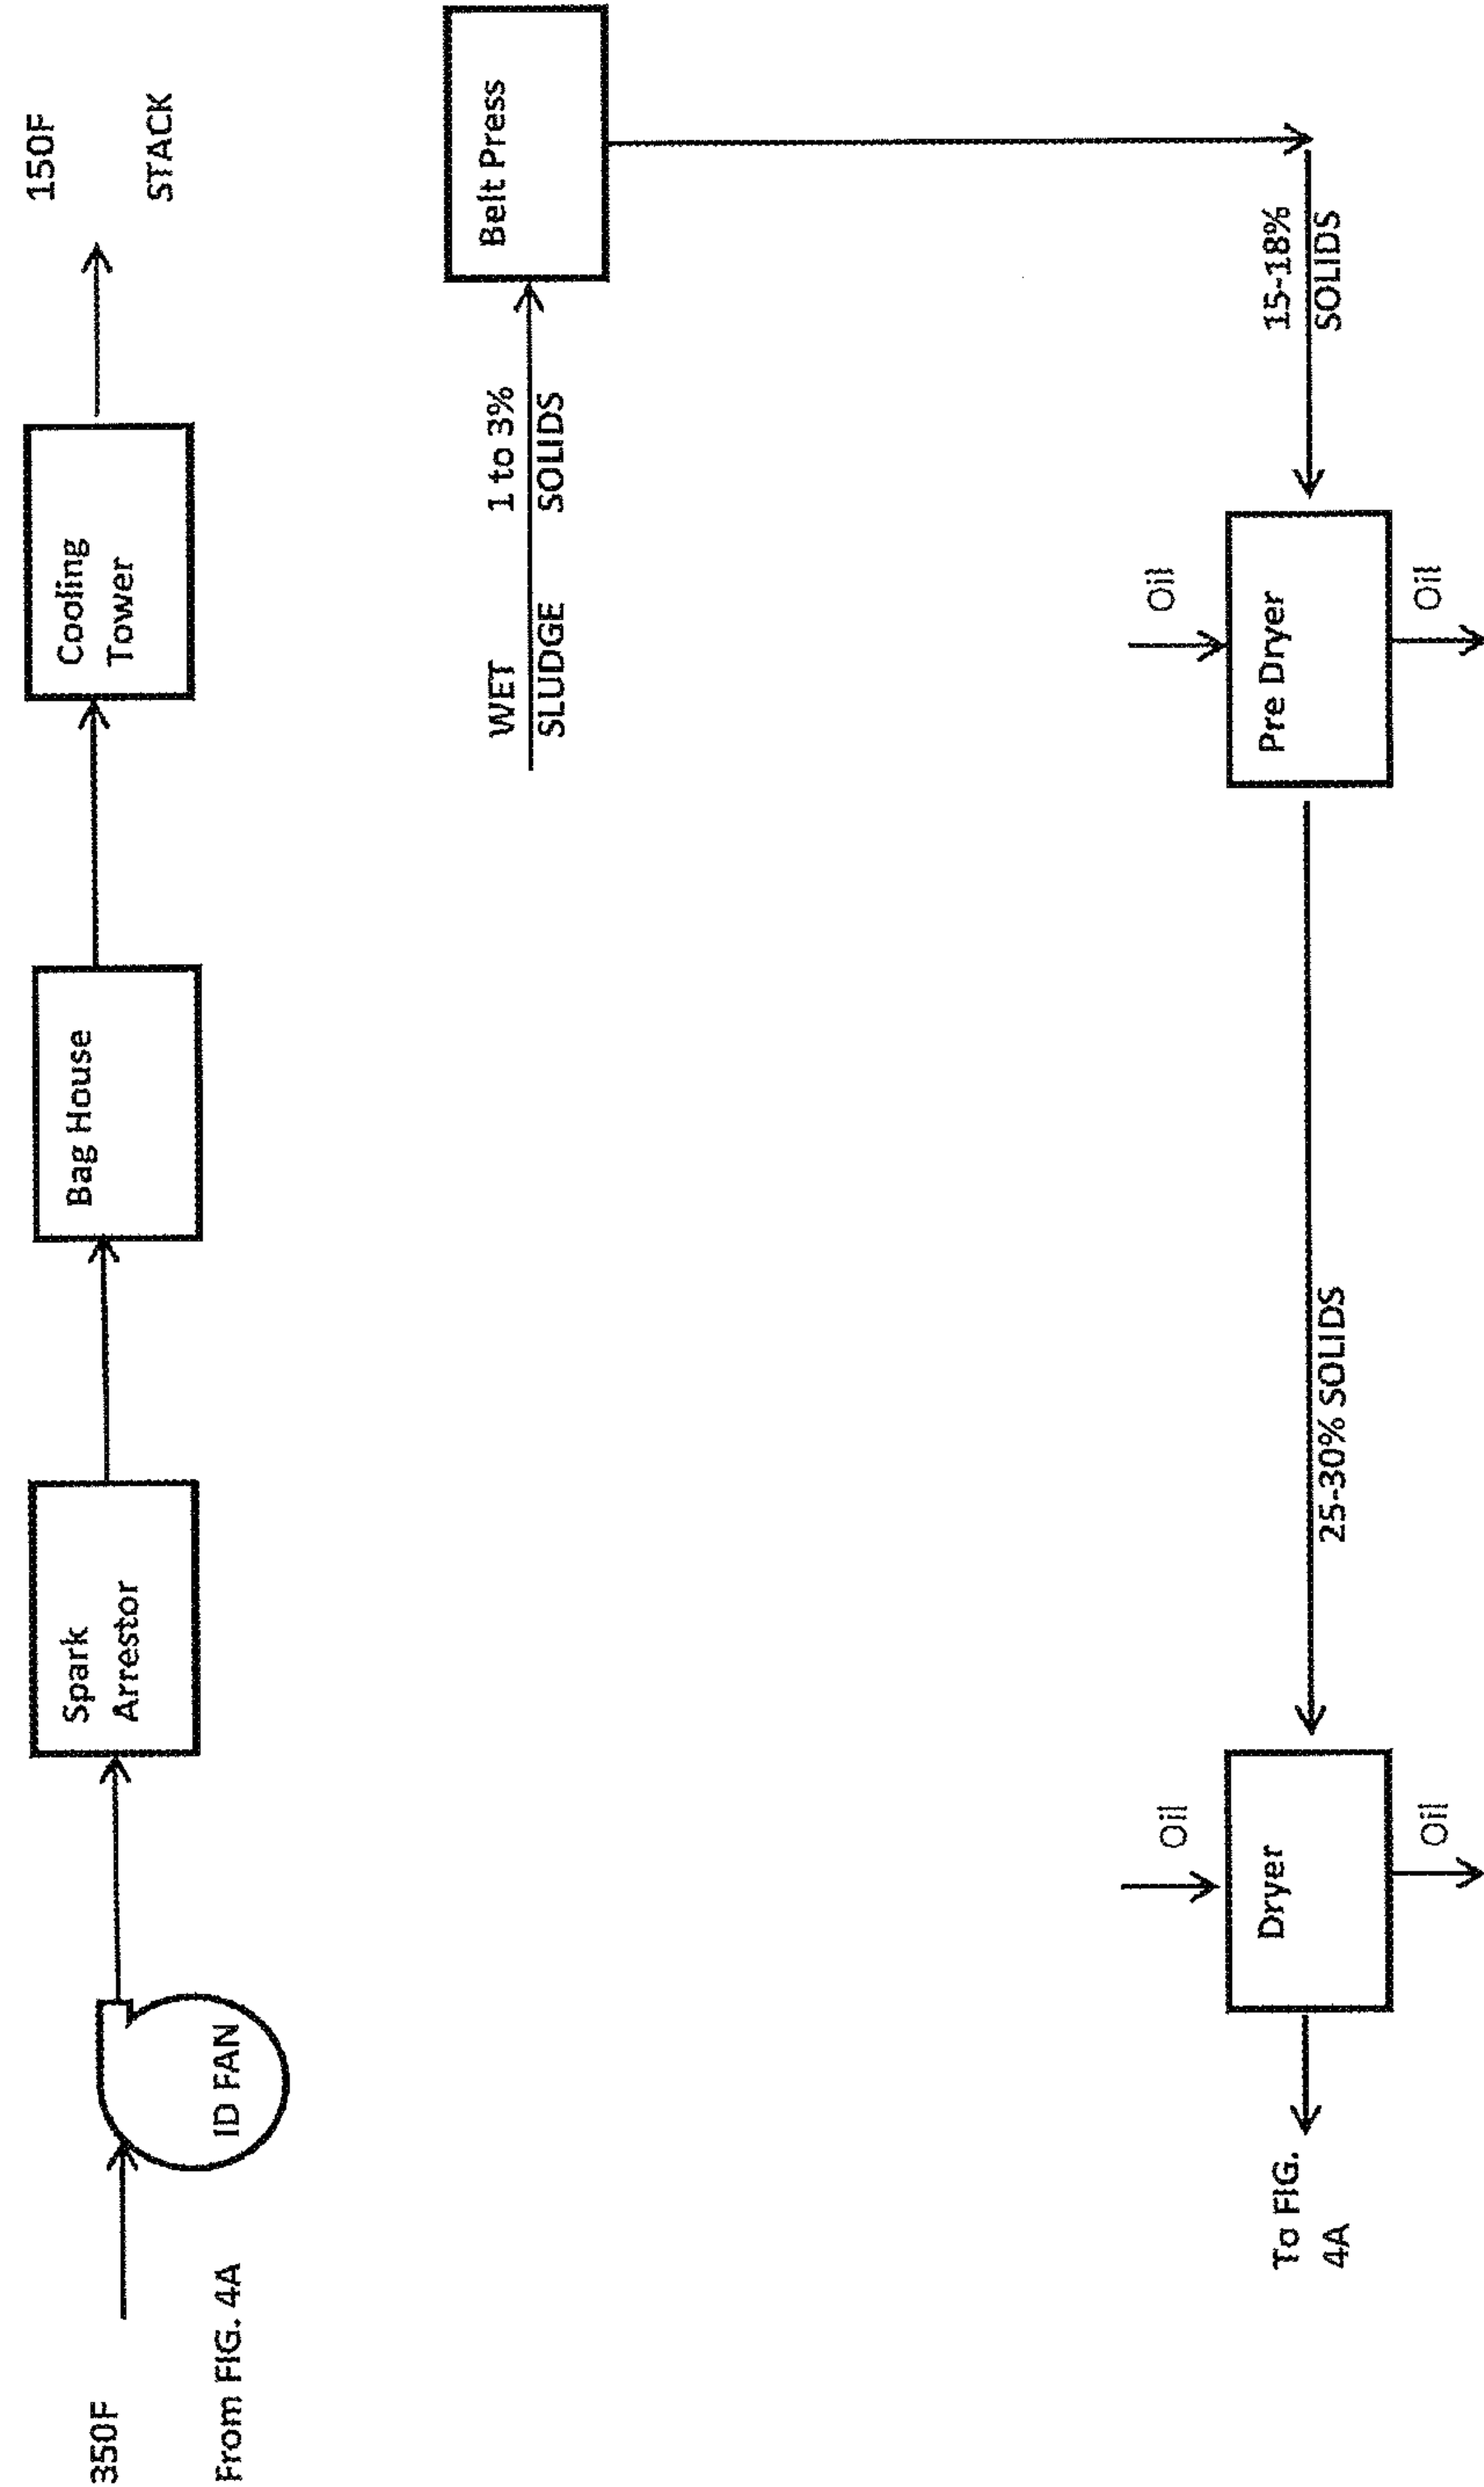 350F
From FIG. 4A
ID FAN
Spark
Arrestor
Bag House
Cooling
Tower
150F
STACK
WET 1 to 3%
SLUDGE SOLIDS
Belt Press
15-18%
SOLIDS
Oil
Pre Dryer
Oil
25-30% SOLIDS
Oil
Dryer
Oil
To FIG.
4A